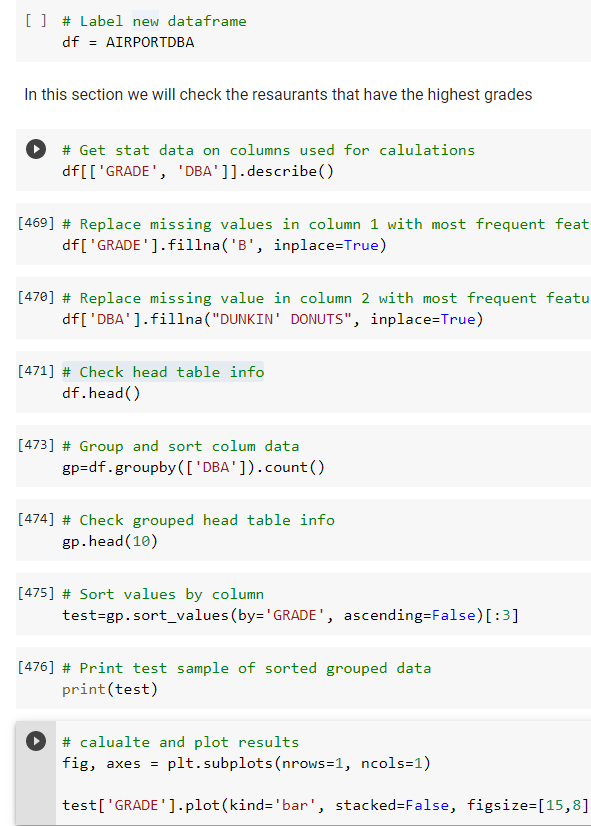 [ ] # Label new dataframe
df = AIRPORTDBA
In this section we will check the resaurants that have the highest grades
# Get stat data on columns used for calulations
df[['GRADE', 'DBA']].describe()
[469] # Replace missing values in column 1 with most frequent feat
df['GRADE'].fillna('B', inplace=True)
[470] # Replace missing value in column 2 with most frequent featu
df['DBA'].fillna("DUNKIN' DONUTS", inplace=True)
[471] # Check head table info
df.head()
[473] # Group and sort colum data
gp=df.groupby(['DBA']).count()
[474] # Check grouped head table info
gp.head(10)
[475] # Sort values by column
test=gp.sort_values(by='GRADE', ascending=False)[:3]
[476] # Print test sample of sorted grouped data
print(test)
# calualte and plot results
fig, axes = plt.subplots(nrows=1, ncols=1)
test['GRADE'].plot(kind='bar', stacked=False, figsize=[15,8]